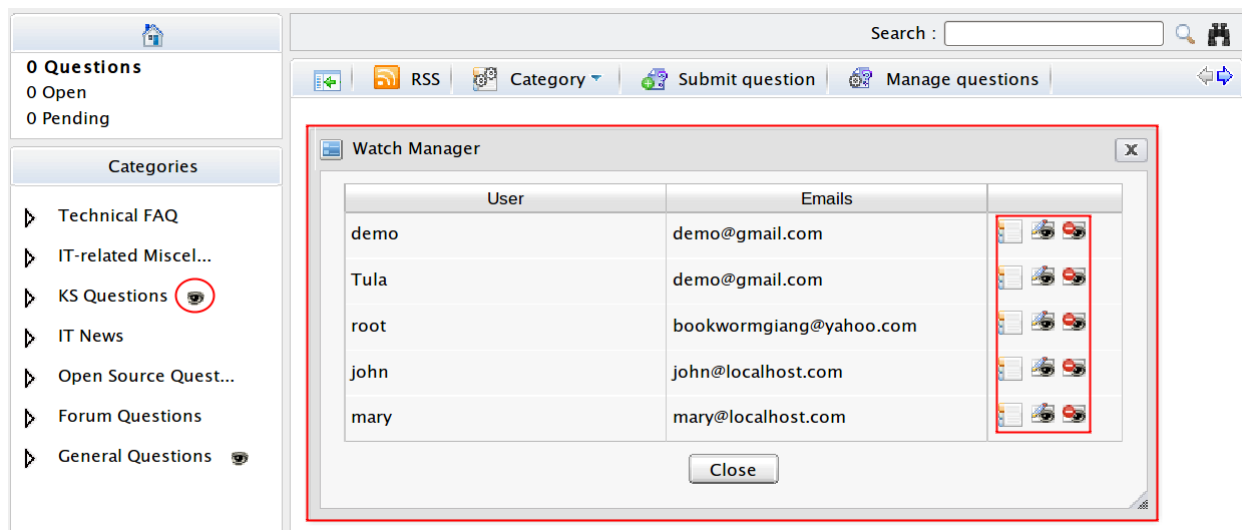 Search :
0 Questions
0 Open
0 Pending
RSS Category Submit question Manage questions
Categories
Technical FAQ
IT-related Miscel...
KS Questions
IT News
Open Source Quest...
Forum Questions
General Questions
Watch Manager
User Emails
demo demo@gmail.com
Tula demo@gmail.com
root bookwormgiang@yahoo.com
john john@localhost.com
mary mary@localhost.com
Close